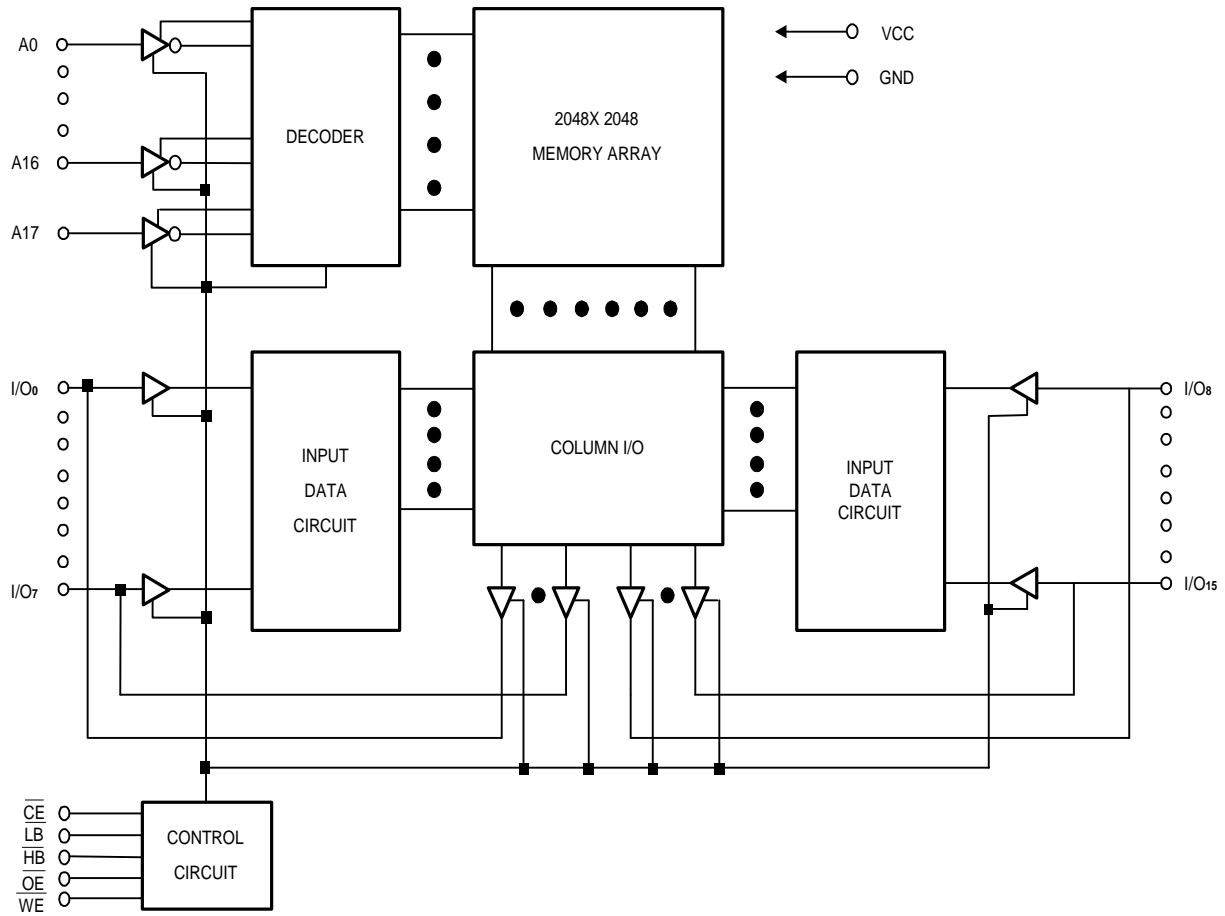 A0
VCC
GND
DECODER
2048X 2048
MEMORY ARRAY
A16
A17
I/O0
I/O8
INPUT
DATA
CIRCUIT
COLUMN I/O
INPUT
DATA
CIRCUIT
I/O7
I/O15
CE
LB
HB
OE
WE
CONTROL
CIRCUIT